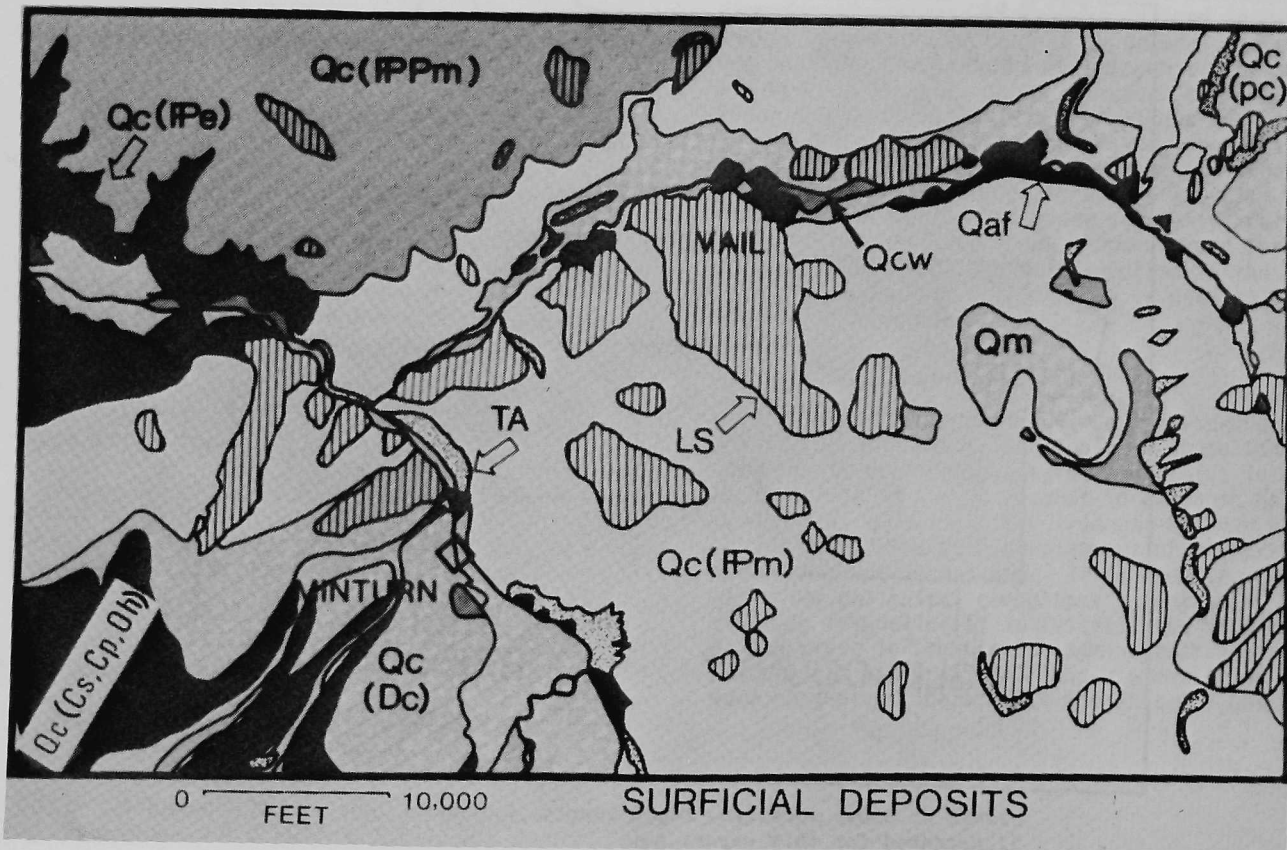 Qc (ℙPm)
Qc
(pc)
Qc (ℙe)
VAIL
Qaf
Qcw
Qm
TA
LS
Qc (ℙm)
MINTURN
Qc
(Dc)
Qc (Cs, Cp, Oh)
0 10,000
FEET
SURFICIAL DEPOSITS